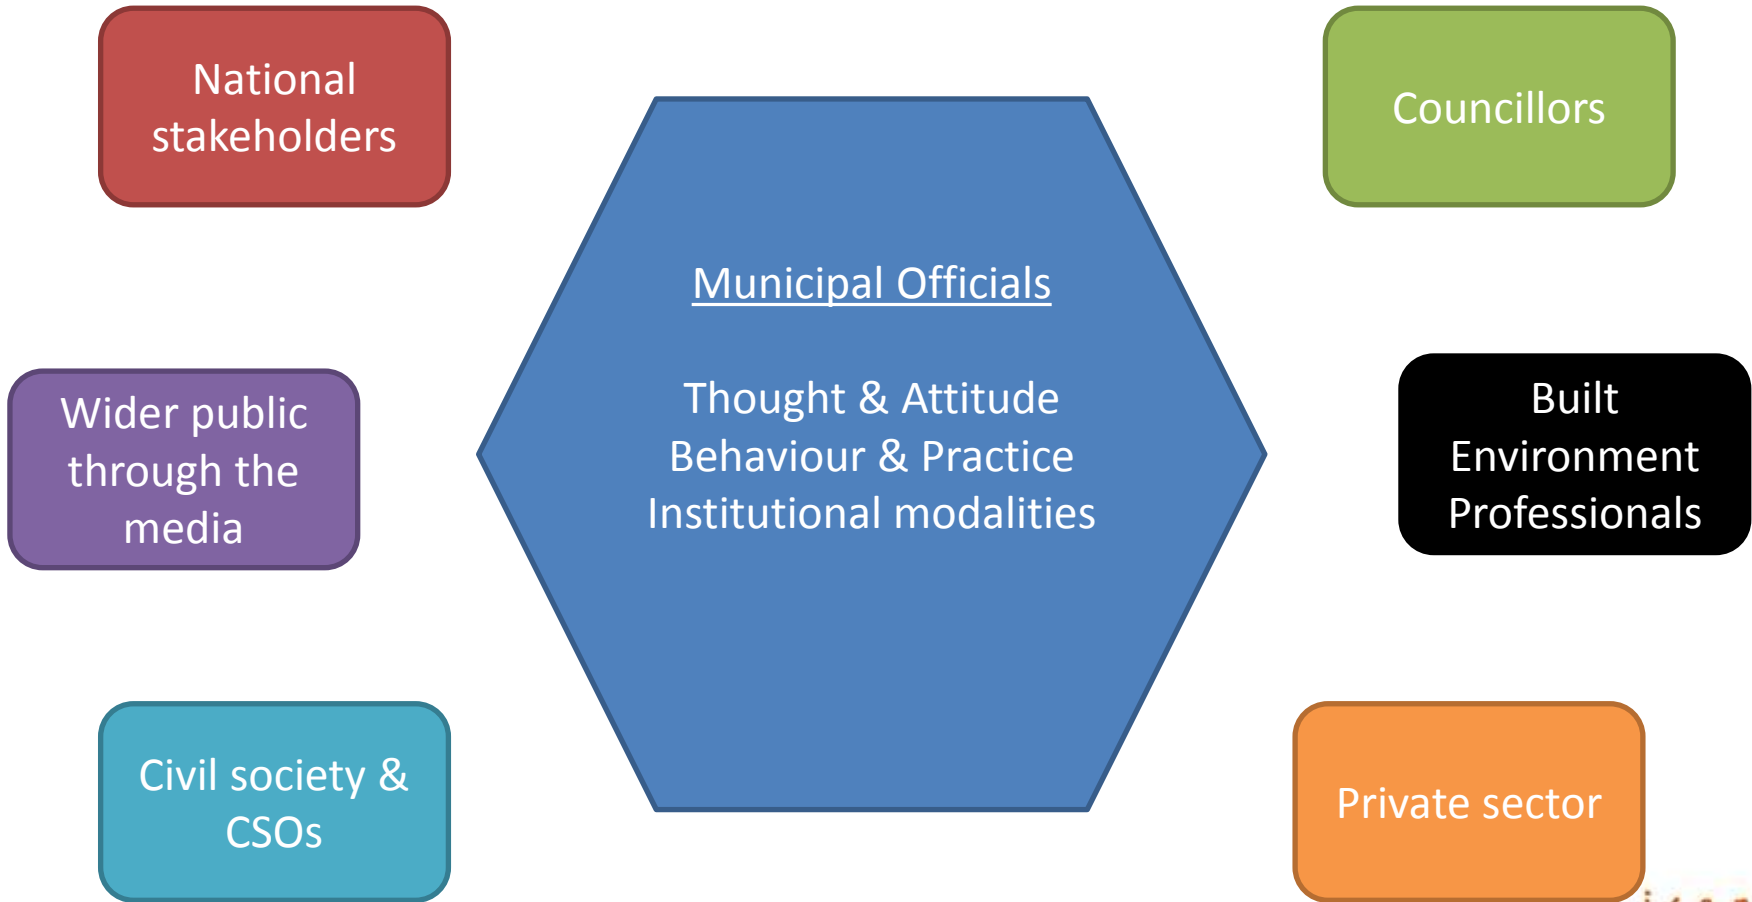 National
stakeholders
Councillors
Municipal Officials
Thought & Attitude
Behaviour & Practice
Institutional modalities
Wider public
through the
media
Built
Environment
Professionals
Civil society &
CSOs
Private sector